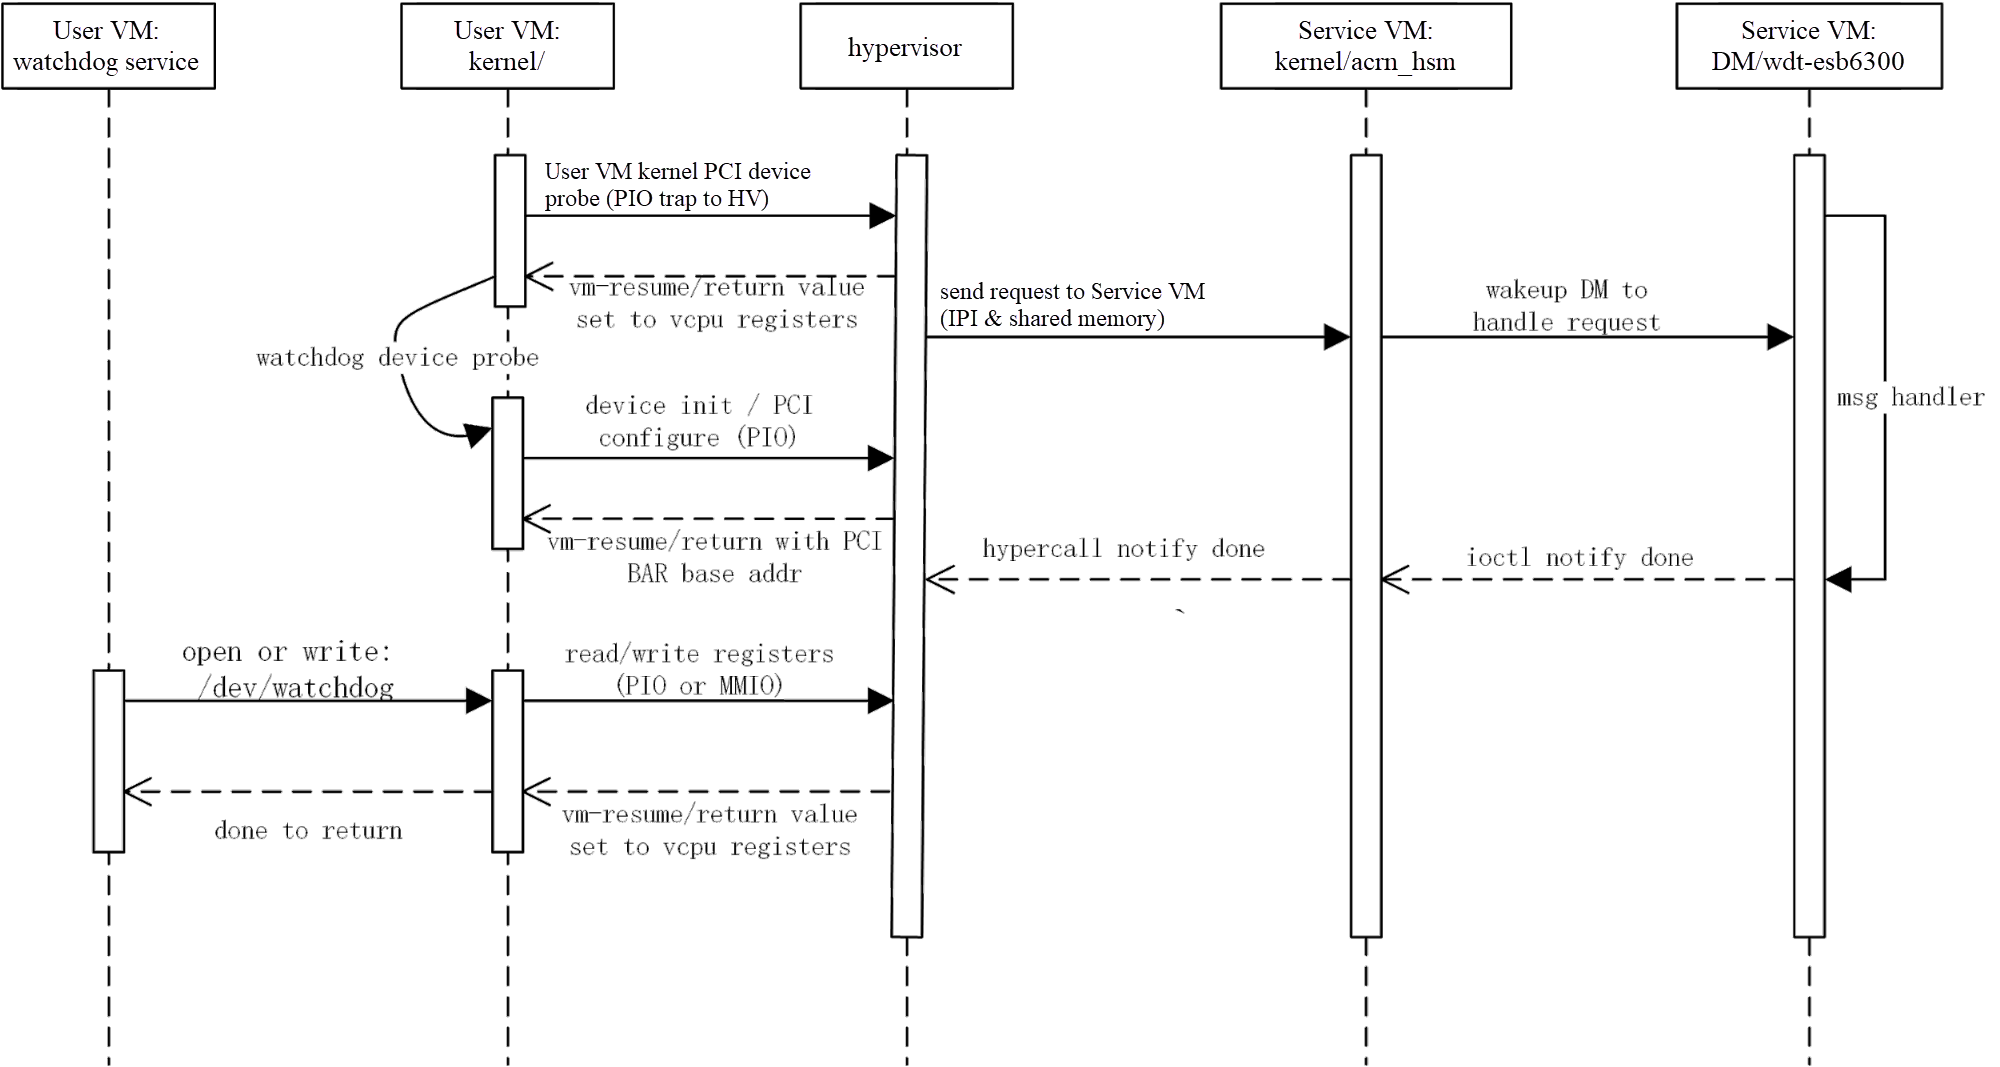 User VM:
watchdog service
User VM:
kernel/
hypervisor
Service VM:
kernel/acrn_hsm
Service VM:
DM/wdt-esb6300
User VM kernel PCI device
probe (PIO trap to HV)
vm-resume/return value
set to vcpu registers
send request to Service VM
(IPI & shared memory)
wakeup DM to
handle request
watchdog device probe
msg handler
device init / PCI
configure (PIO)
vm-resume/return with PCI
BAR base addr
hypercall notify done
ioctl notify done
open or write:
/dev/watchdog
read/write registers
(PIO or MMIO)
done to return
vm-resume/return value
set to vcpu registers